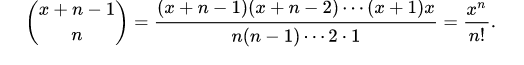 \binom{x+n-1}{n} = \frac{(x+n-1)(x+n-2)\cdots(x+1)x}{n(n-1)\cdots 2\cdot 1} = \frac{x^n}{n!}.